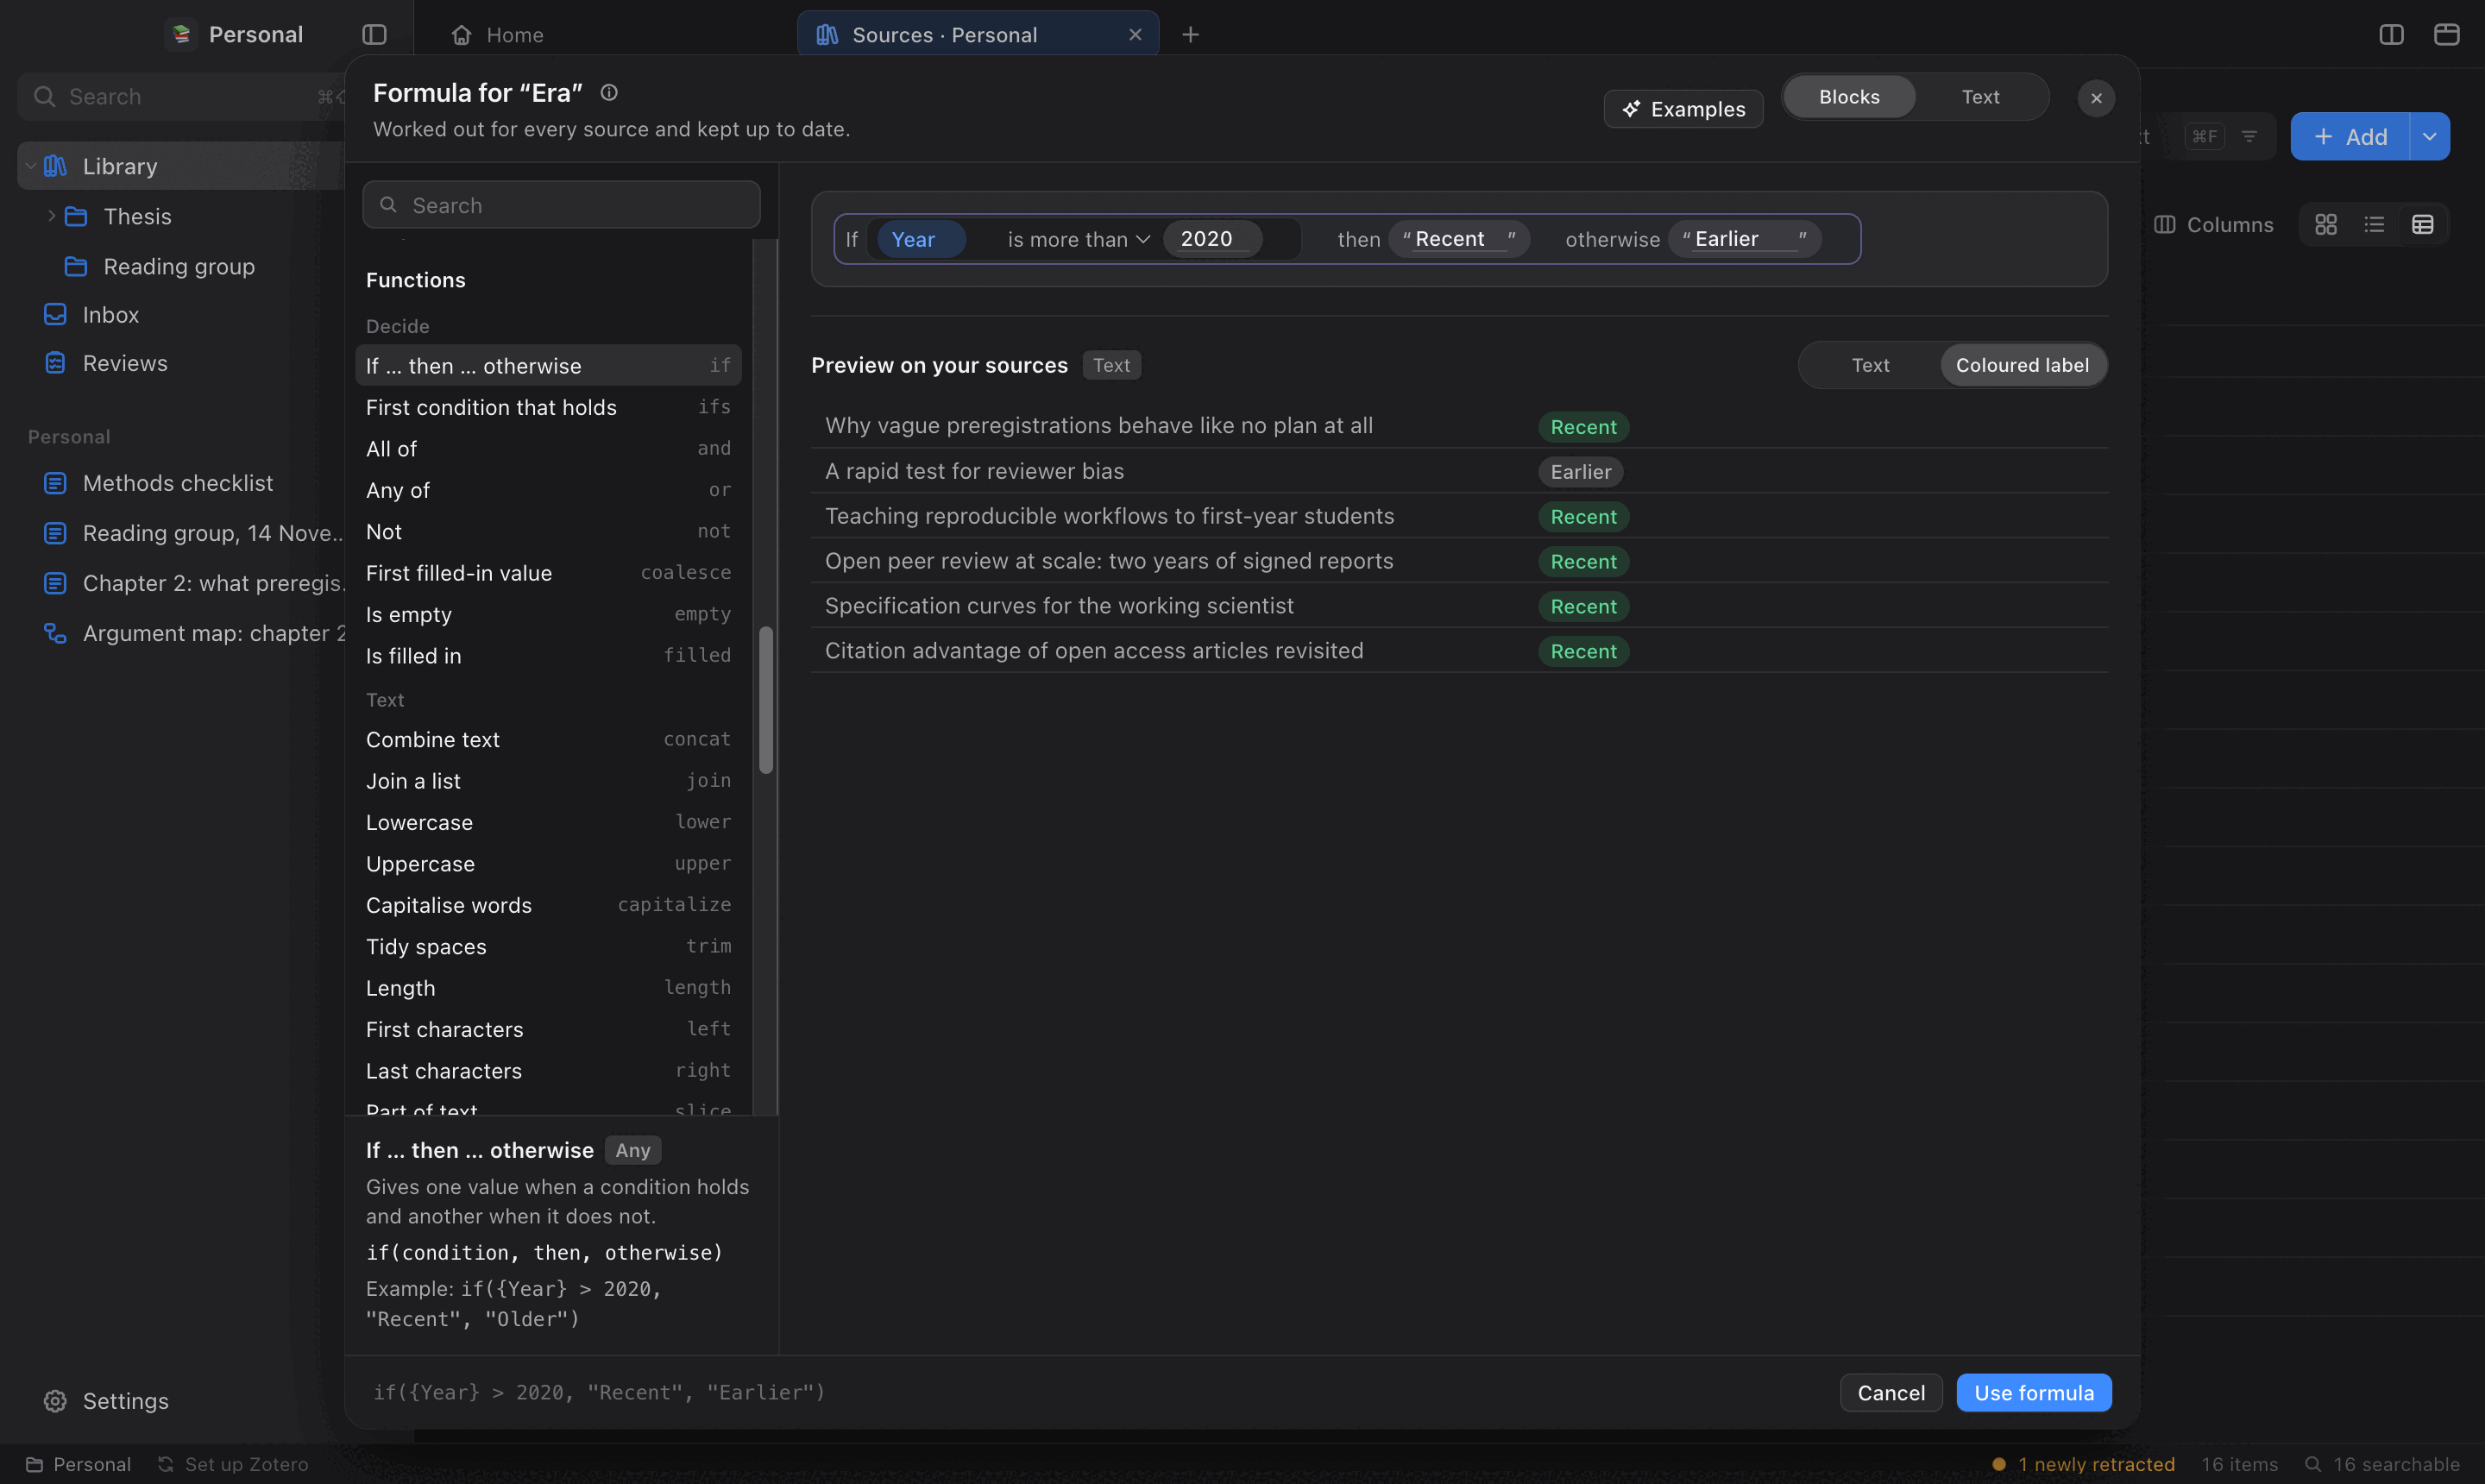 Personal
Home
Sources · Personal
Search
Library
Thesis
Reading group
Inbox
Reviews
Personal
Methods checklist
Reading group, 14 Nove...
Chapter 2: what preregis.
Argument map: chapter 2
Settings
Formula for “Era”
Worked out for every source and kept up to date.
Examples
Blocks
Text
⌘F
Add
Columns
Search
Functions
Decide
If ... then ... otherwise if
First condition that holds ifs
All of and
Any of or
Not not
First filled-in value coalesce
Is empty empty
Is filled in filled
Text
Combine text concat
Join a list join
Lowercase lower
Uppercase upper
Capitalise words capitalize
Tidy spaces trim
Length length
First characters left
Last characters right
Part of text slice
If ... then ... otherwise Any
Gives one value when a condition holds
and another when it does not.
if(condition, then, otherwise)
Example: if({Year} > 2020,
"Recent", "Older")
If Year is more than 2020 then “Recent” otherwise “Earlier”
Preview on your sources Text
Text
Coloured label
Why vague preregistrations behave like no plan at all Recent
A rapid test for reviewer bias Earlier
Teaching reproducible workflows to first-year students Recent
Open peer review at scale: two years of signed reports Recent
Specification curves for the working scientist Recent
Citation advantage of open access articles revisited Recent
if({Year} > 2020, "Recent", "Earlier")
Cancel
Use formula
Personal
Set up Zotero
1 newly retracted
16 items
16 searchable